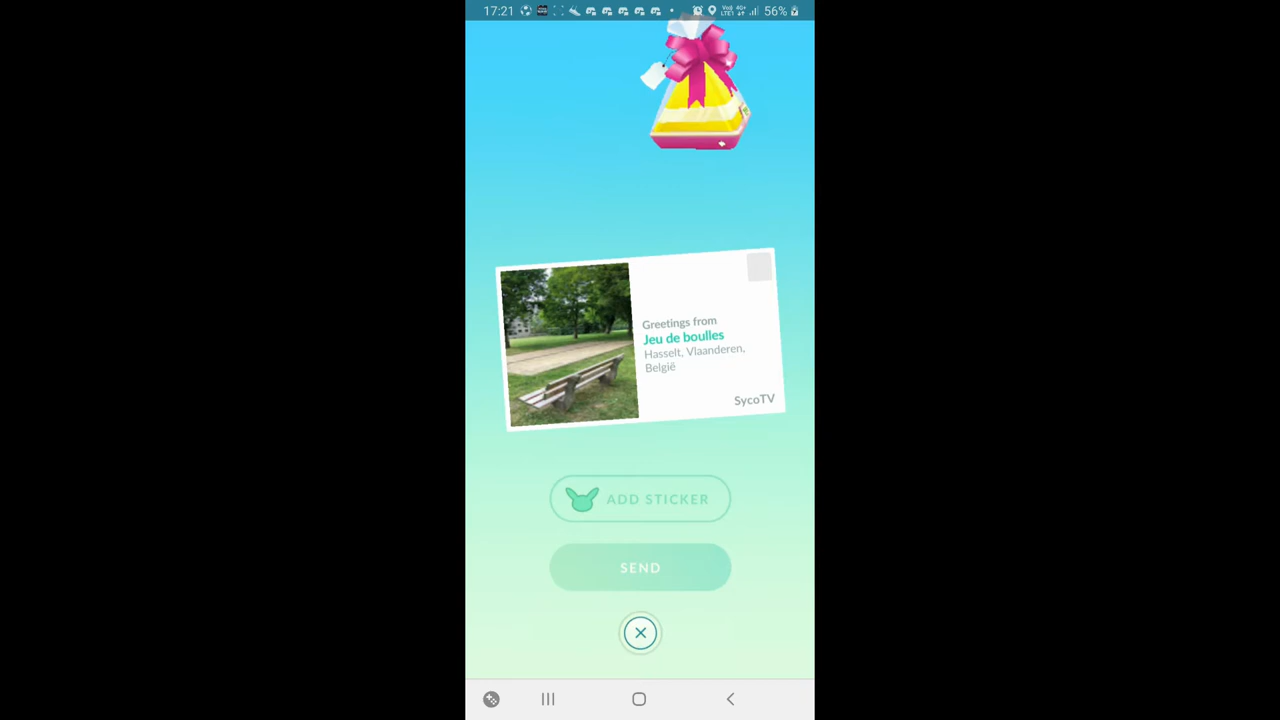 17:21
56%
Greetings from
Jeu de boulles
Hasselt, Vlaanderen,
België
SycoTV
ADD STICKER
SEND